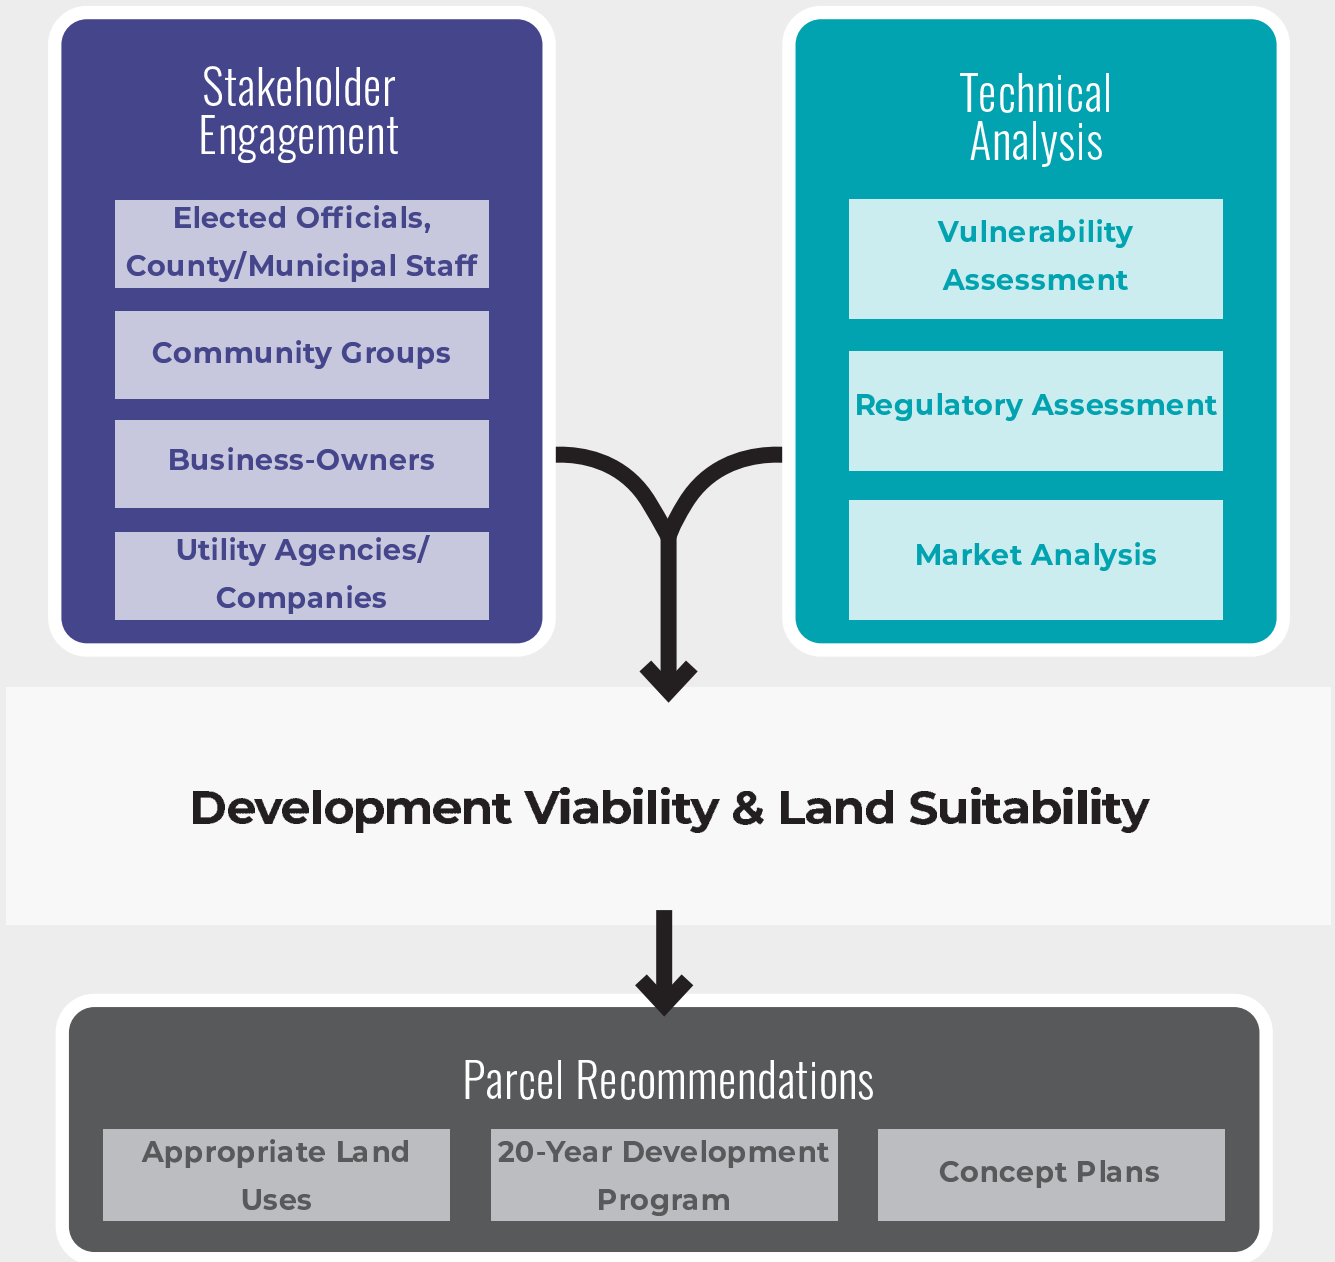 Stakeholder
Engagement
Elected Officials,
County/Municipal Staff
Community Groups
Business-Owners
Utility Agencies/
Companies
Technical
Analysis
Vulnerability
Assessment
Regulatory Assessment
Market Analysis
Development Viability & Land Suitability
Parcel Recommendations
Appropriate Land
Uses
20-Year Development
Program
Concept Plans